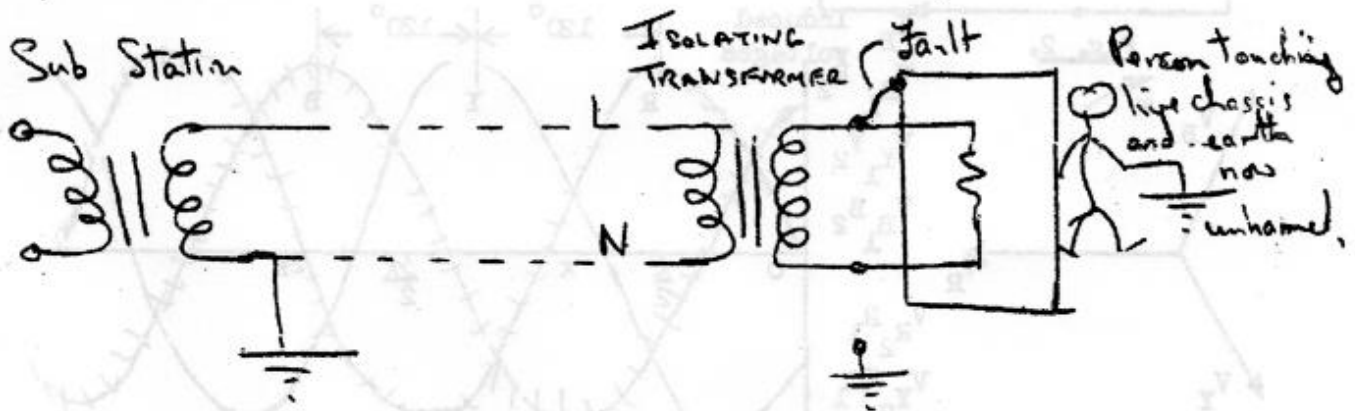 Sub Station
ISOLATING
TRANSFORMER
Fault
Person touching
live chassis
and earth
now
unharmed.
L
N